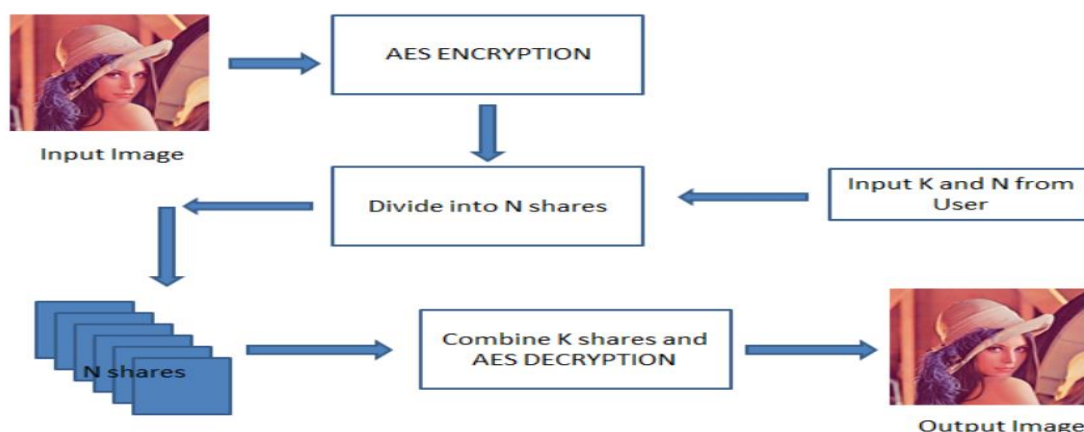 AES ENCRYPTION
Input Image
Divide into N shares
Input K and N from
User
N shares
Combine K shares and
AES DECRYPTION
Output Image